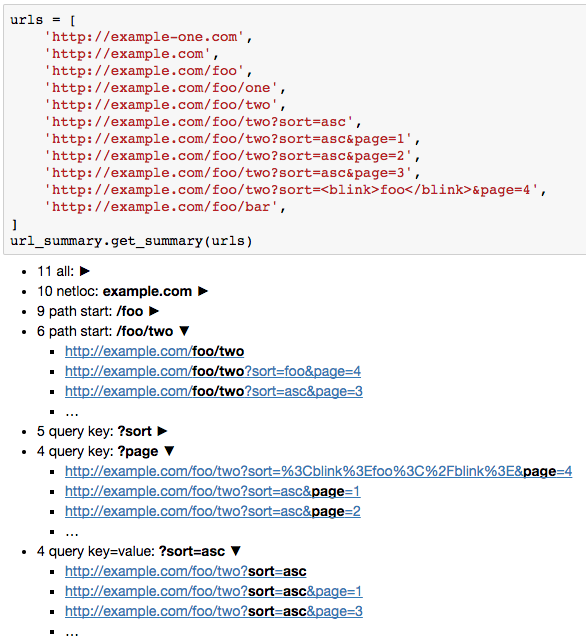 urls = [
    'http://example-one.com',
    'http://example.com',
    'http://example.com/foo',
    'http://example.com/foo/one',
    'http://example.com/foo/two',
    'http://example.com/foo/two?sort=asc',
    'http://example.com/foo/two?sort=asc&page=1',
    'http://example.com/foo/two?sort=asc&page=2',
    'http://example.com/foo/two?sort=asc&page=3',
    'http://example.com/foo/two?sort=<blink>foo</blink>&page=4',
    'http://example.com/foo/bar',
]
url_summary.get_summary(urls)
• 11 all: ►
• 10 netloc: example.com ►
• 9 path start: /foo ►
• 6 path start: /foo/two ▼
▪ http://example.com/foo/two
▪ http://example.com/foo/two?sort=foo&page=4
▪ http://example.com/foo/two?sort=asc&page=3
▪ ...
• 5 query key: ?sort ►
• 4 query key: ?page ▼
▪ http://example.com/foo/two?sort=%3Cblink%3Efoo%3C%2Fblink%3E&page=4
▪ http://example.com/foo/two?sort=asc&page=1
▪ http://example.com/foo/two?sort=asc&page=2
▪ ...
• 4 query key=value: ?sort=asc ▼
▪ http://example.com/foo/two?sort=asc
▪ http://example.com/foo/two?sort=asc&page=1
▪ http://example.com/foo/two?sort=asc&page=3
▪ ...